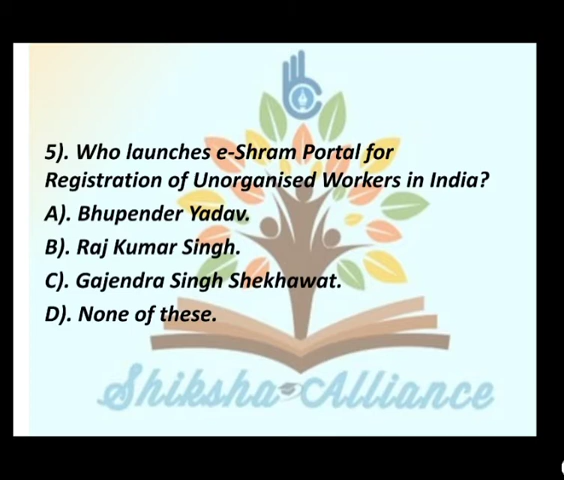 5). Who launches e-Shram Portal for
Registration of Unorganised Workers in India?
A). Bhupender Yadav.
B). Raj Kumar Singh.
C). Gajendra Singh Shekhawat.
D). None of these.
Shiksha Alliance